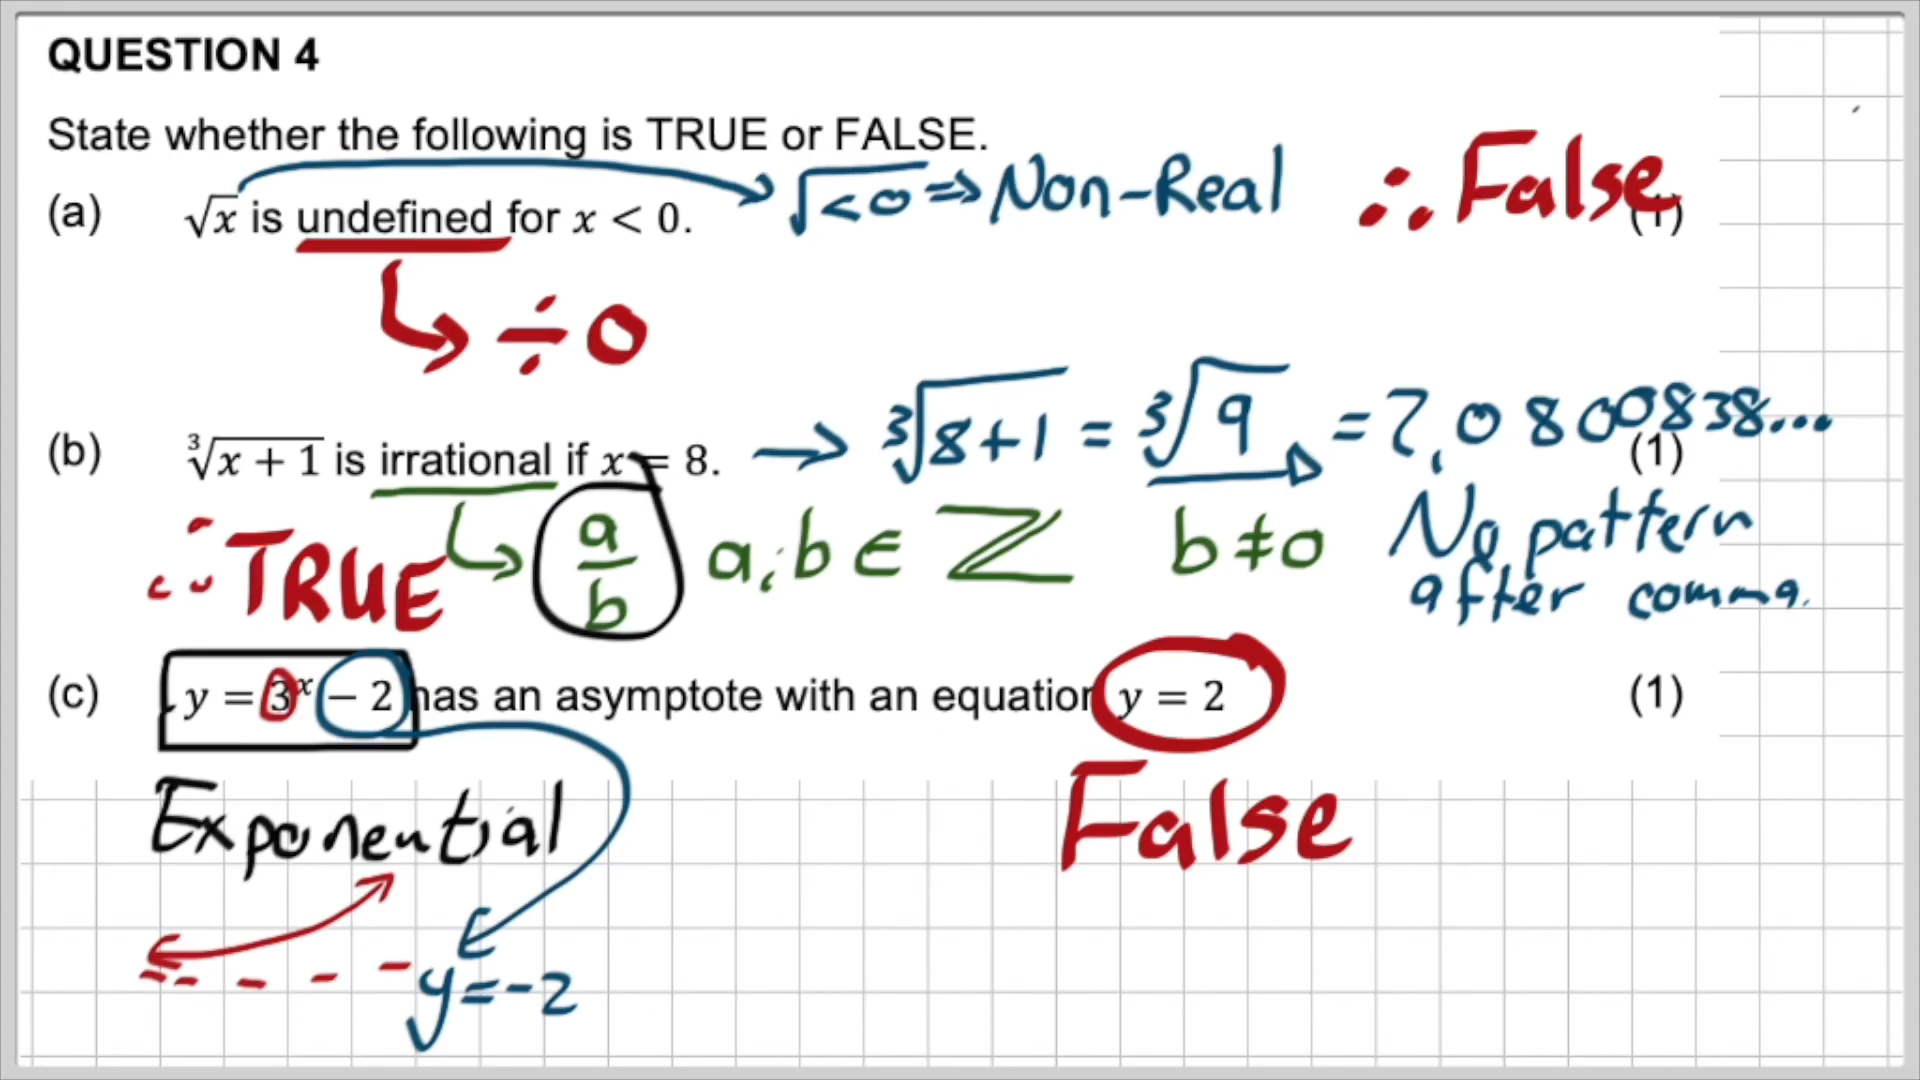 QUESTION 4
State whether the following is TRUE or FALSE.
(a) √x is undefined for x < 0. √<0 ⇒ Non-Real ∴ False (1)
÷ 0
(b) ∛(x + 1) is irrational if x = 8. → ∛(8+1) = ∛9 = 2,0800838... (1)
∴ TRUE a/b a;b ∈ ℤ b ≠ 0 No pattern
after comma.
(c) y = 3ˣ − 2 has an asymptote with an equation y = 2 (1)
Exponential False
y=-2